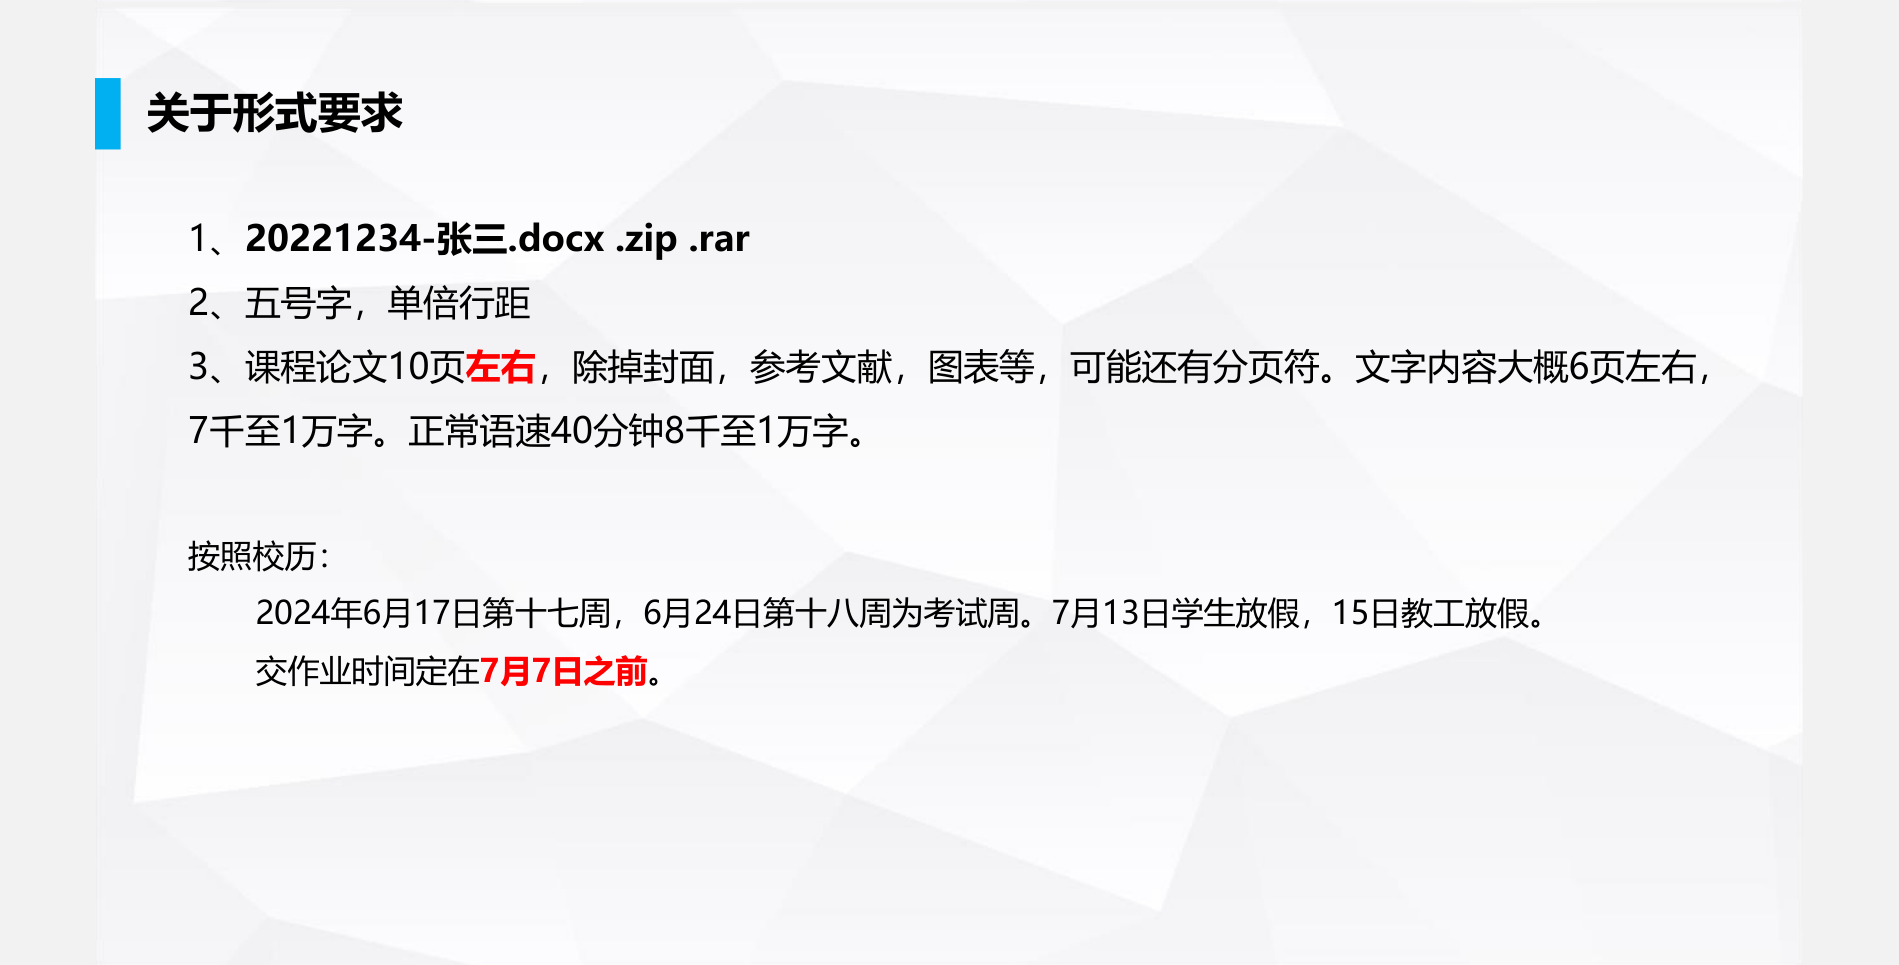 关于形式要求
1、20221234-张三.docx .zip .rar
2、五号字，单倍行距
3、课程论文10页左右，除掉封面，参考文献，图表等，可能还有分页符。文字内容大概6页左右，
7千至1万字。正常语速40分钟8千至1万字。
按照校历：
2024年6月17日第十七周，6月24日第十八周为考试周。7月13日学生放假，15日教工放假。
交作业时间定在7月7日之前。